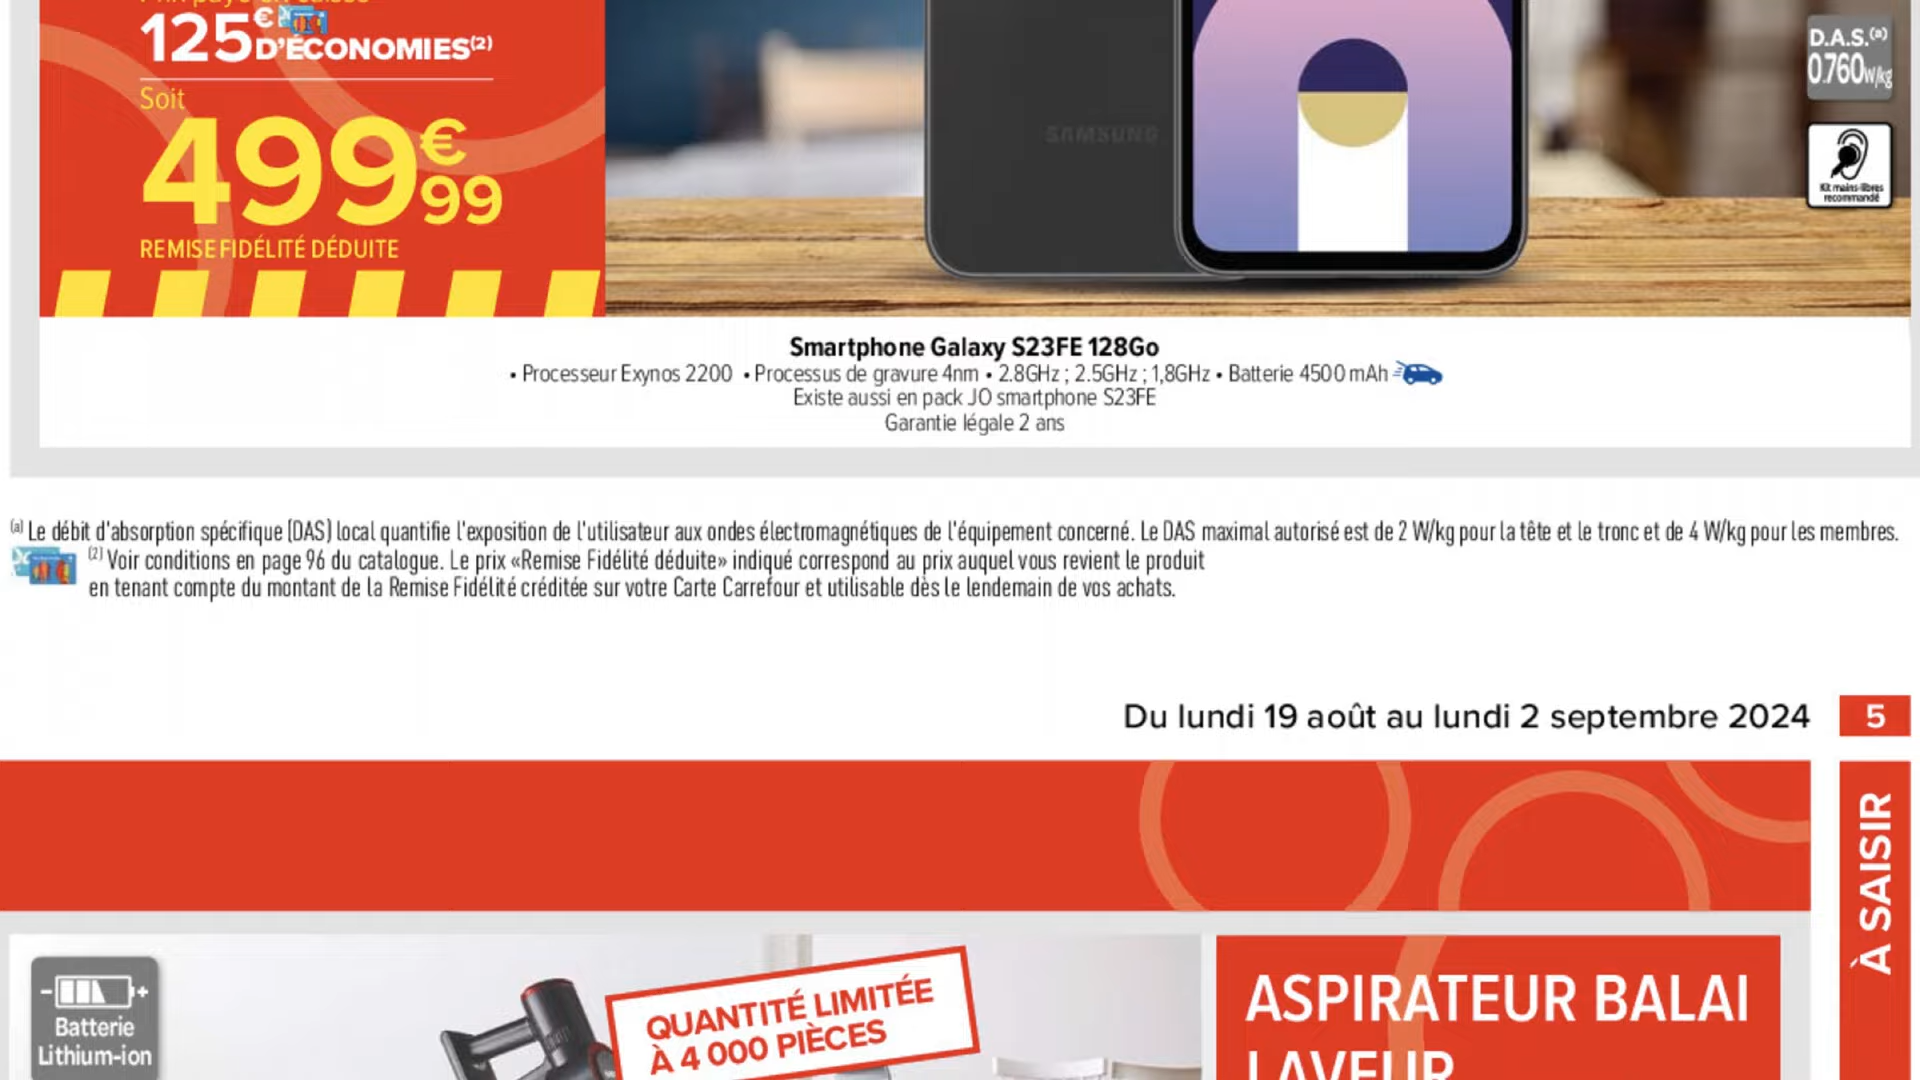 125€
D'ÉCONOMIES(2)
Soit
499€99
REMISE FIDÉLITÉ DÉDUITE
SAMSUNG
D.A.S.(a)
0.760W/kg
Kit mains-libres
recommandé
Smartphone Galaxy S23FE 128Go
• Processeur Exynos 2200 • Processus de gravure 4nm • 2.8GHz ; 2.5GHz ; 1,8GHz • Batterie 4500 mAh
Existe aussi en pack JO smartphone S23FE
Garantie légale 2 ans
(a) Le débit d'absorption spécifique (DAS) local quantifie l'exposition de l'utilisateur aux ondes électromagnétiques de l'équipement concerné. Le DAS maximal autorisé est de 2 W/kg pour la tête et le tronc et de 4 W/kg pour les membres.
(2) Voir conditions en page 96 du catalogue. Le prix «Remise Fidélité déduite» indiqué correspond au prix auquel vous revient le produit
en tenant compte du montant de la Remise Fidélité créditée sur votre Carte Carrefour et utilisable dès le lendemain de vos achats.
Du lundi 19 août au lundi 2 septembre 2024
5
À SAISIR
- +
Batterie
Lithium-ion
QUANTITÉ LIMITÉE
À 4 000 PIÈCES
ASPIRATEUR BALAI
LAVEUR